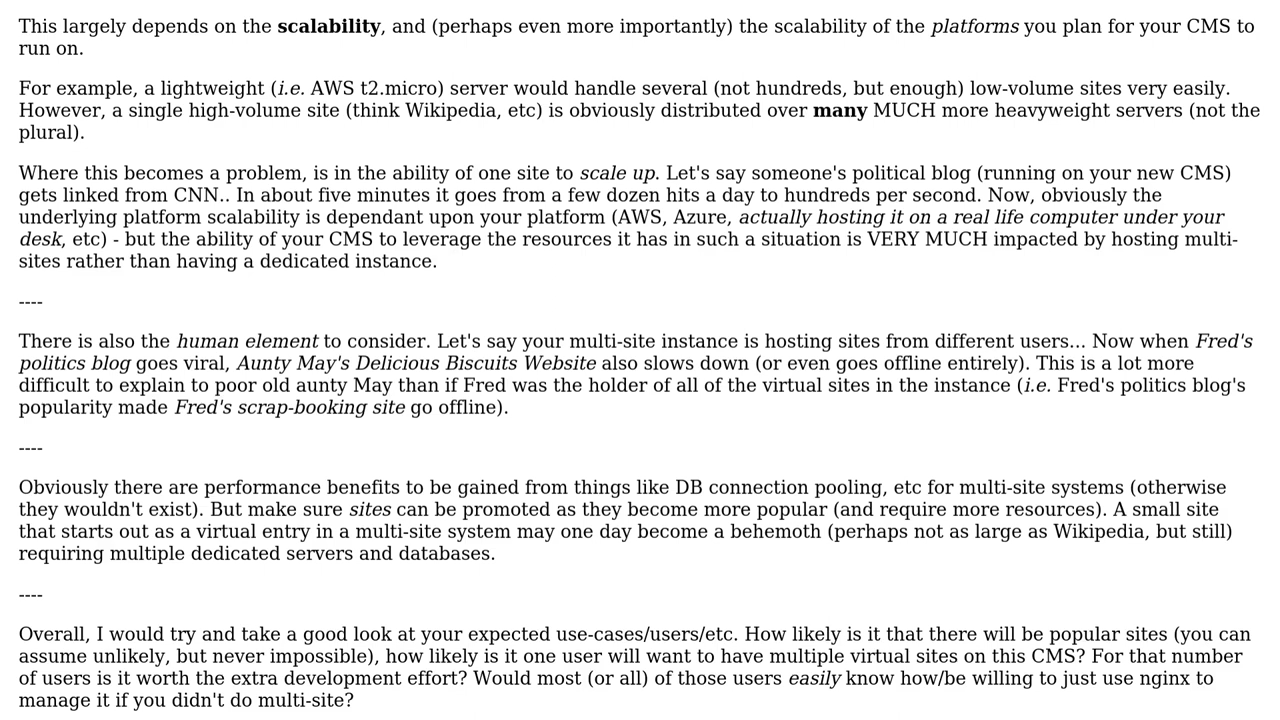 This largely depends on the scalability, and (perhaps even more importantly) the scalability of the platforms you plan for your CMS to
run on.
For example, a lightweight (i.e. AWS t2.micro) server would handle several (not hundreds, but enough) low-volume sites very easily.
However, a single high-volume site (think Wikipedia, etc) is obviously distributed over many MUCH more heavyweight servers (not the
plural).
Where this becomes a problem, is in the ability of one site to scale up. Let's say someone's political blog (running on your new CMS)
gets linked from CNN.. In about five minutes it goes from a few dozen hits a day to hundreds per second. Now, obviously the
underlying platform scalability is dependant upon your platform (AWS, Azure, actually hosting it on a real life computer under your
desk, etc) - but the ability of your CMS to leverage the resources it has in such a situation is VERY MUCH impacted by hosting multi-
sites rather than having a dedicated instance.
----
There is also the human element to consider. Let's say your multi-site instance is hosting sites from different users... Now when Fred's
politics blog goes viral, Aunty May's Delicious Biscuits Website also slows down (or even goes offline entirely). This is a lot more
difficult to explain to poor old aunty May than if Fred was the holder of all of the virtual sites in the instance (i.e. Fred's politics blog's
popularity made Fred's scrap-booking site go offline).
----
Obviously there are performance benefits to be gained from things like DB connection pooling, etc for multi-site systems (otherwise
they wouldn't exist). But make sure sites can be promoted as they become more popular (and require more resources). A small site
that starts out as a virtual entry in a multi-site system may one day become a behemoth (perhaps not as large as Wikipedia, but still)
requiring multiple dedicated servers and databases.
----
Overall, I would try and take a good look at your expected use-cases/users/etc. How likely is it that there will be popular sites (you can
assume unlikely, but never impossible), how likely is it one user will want to have multiple virtual sites on this CMS? For that number
of users is it worth the extra development effort? Would most (or all) of those users easily know how/be willing to just use nginx to
manage it if you didn't do multi-site?